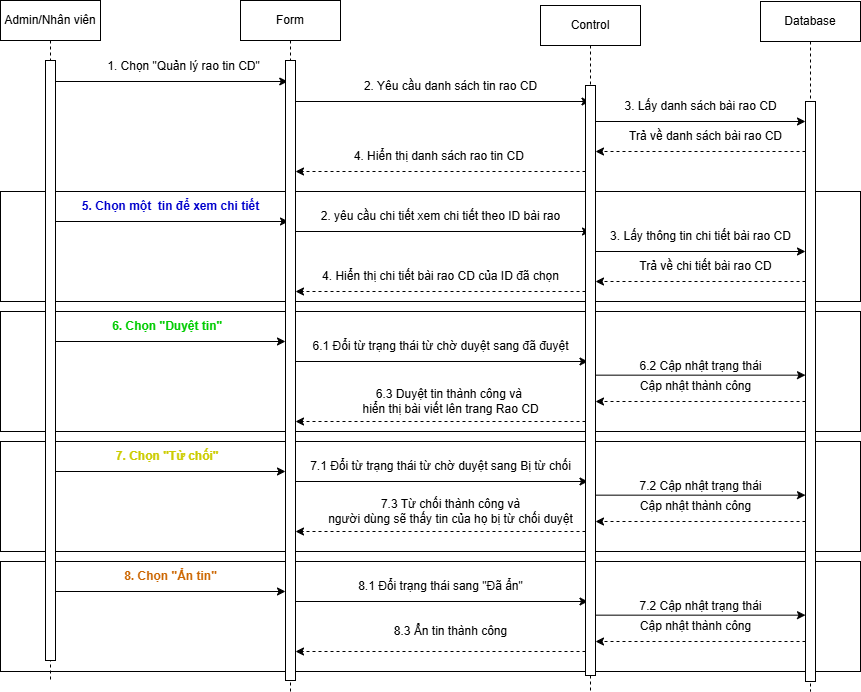 Admin/Nhân viên
Form
Control
Database
1. Chọn "Quản lý rao tin CD"
2. Yêu cầu danh sách tin rao CD
3. Lấy danh sách bài rao CD
Trả về danh sách bài rao CD
4. Hiển thị danh sách rao tin CD
5. Chọn một tin để xem chi tiết
2. yêu cầu chi tiết xem chi tiết theo ID bài rao
3. Lấy thông tin chi tiết bài rao CD
Trả về chi tiết bài rao CD
4. Hiển thị chi tiết bài rao CD của ID đã chọn
6. Chọn "Duyệt tin"
6.1 Đổi từ trạng thái từ chờ duyệt sang đã đuyệt
6.2 Cập nhật trạng thái
Cập nhật thành công
6.3 Duyệt tin thành công và
hiển thị bài viết lên trang Rao CD
7. Chọn "Từ chối"
7.1 Đổi từ trạng thái từ chờ duyệt sang Bị từ chối
7.2 Cập nhật trạng thái
Cập nhật thành công
7.3 Từ chối thành công và
người dùng sẽ thấy tin của họ bị từ chối duyệt
8. Chọn "Ẩn tin"
8.1 Đổi trạng thái sang "Đã ẩn"
7.2 Cập nhật trạng thái
Cập nhật thành công
8.3 Ẩn tin thành công